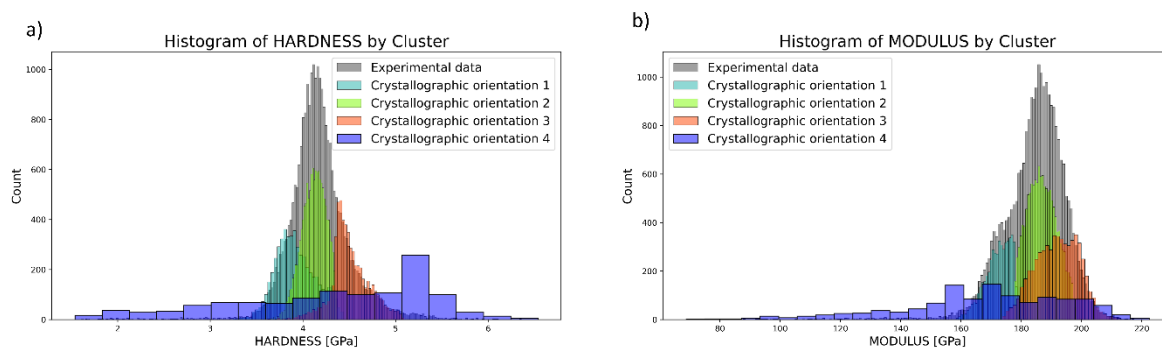 a)
Histogram of HARDNESS by Cluster
Experimental data
Crystallographic orientation 1
Crystallographic orientation 2
Crystallographic orientation 3
Crystallographic orientation 4
Count
1000
800
600
400
200
0
2
3
4
5
6
HARDNESS [GPa]
b)
Histogram of MODULUS by Cluster
Experimental data
Crystallographic orientation 1
Crystallographic orientation 2
Crystallographic orientation 3
Crystallographic orientation 4
Count
1000
800
600
400
200
0
80
100
120
140
160
180
200
220
MODULUS [GPa]